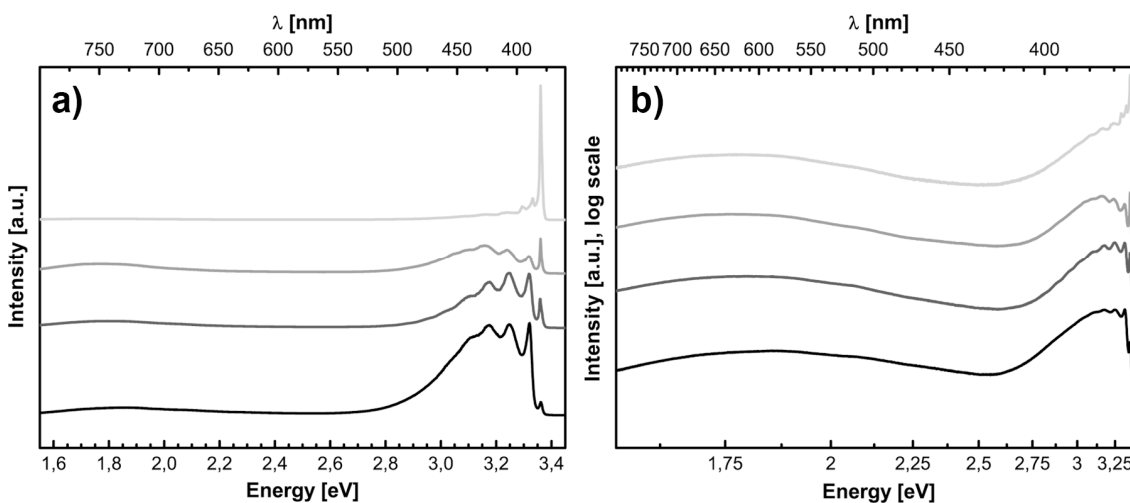 λ [nm]
750 700 650 600 550 500 450 400
a)
Intensity [a.u.]
1,6 1,8 2,0 2,2 2,4 2,6 2,8 3,0 3,2 3,4
Energy [eV]
λ [nm]
750 700 650 600 550 500 450 400
b)
Intensity [a.u.], log scale
1,75 2 2,25 2,5 2,75 3 3,25
Energy [eV]